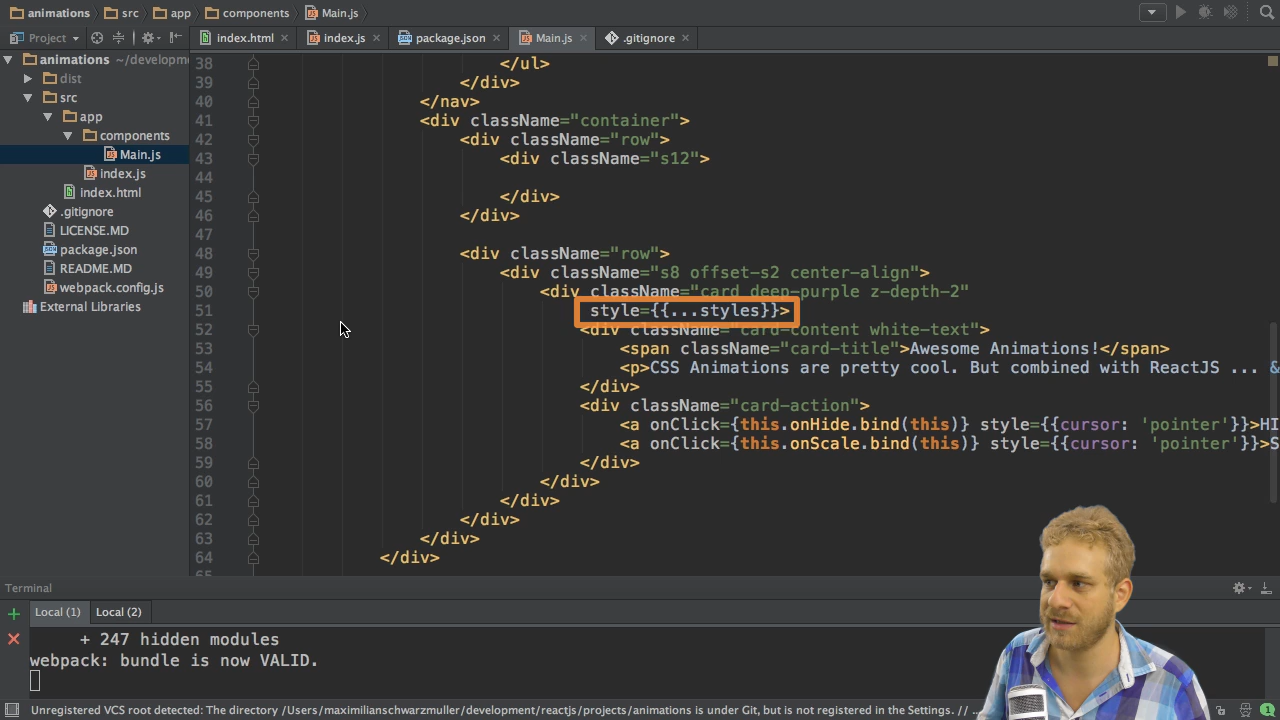 animations src app components Main.js
Project index.html index.js package.json Main.js .gitignore
animations ~/developm
dist
src
app
components
Main.js
index.js
index.html
.gitignore
LICENSE.MD
package.json
README.MD
webpack.config.js
External Libraries
38 </ul>
39 </div>
40 </nav>
41 <div className="container">
42 <div className="row">
43 <div className="s12">
44
45 </div>
46 </div>
47
48 <div className="row">
49 <div className="s8 offset-s2 center-align">
50 <div className="card deep-purple z-depth-2"
51 style={{...styles}}>
52 <div className="card-content white-text">
53 <span className="card-title">Awesome Animations!</span>
54 <p>CSS Animations are pretty cool. But combined with ReactJS ... &
55 </div>
56 <div className="card-action">
57 <a onClick={this.onHide.bind(this)} style={{cursor: 'pointer'}}>HI
58 <a onClick={this.onScale.bind(this)} style={{cursor: 'pointer'}}>S
59 </div>
60 </div>
61 </div>
62 </div>
63 </div>
64 </div>
65
Terminal
Local (1) Local (2)
+ 247 hidden modules
webpack: bundle is now VALID.
Unregistered VCS root detected: The directory /Users/maximilianschwarzmuller/development/reactjs/projects/animations is under Git, but is not registered in the Settings. // ... 1